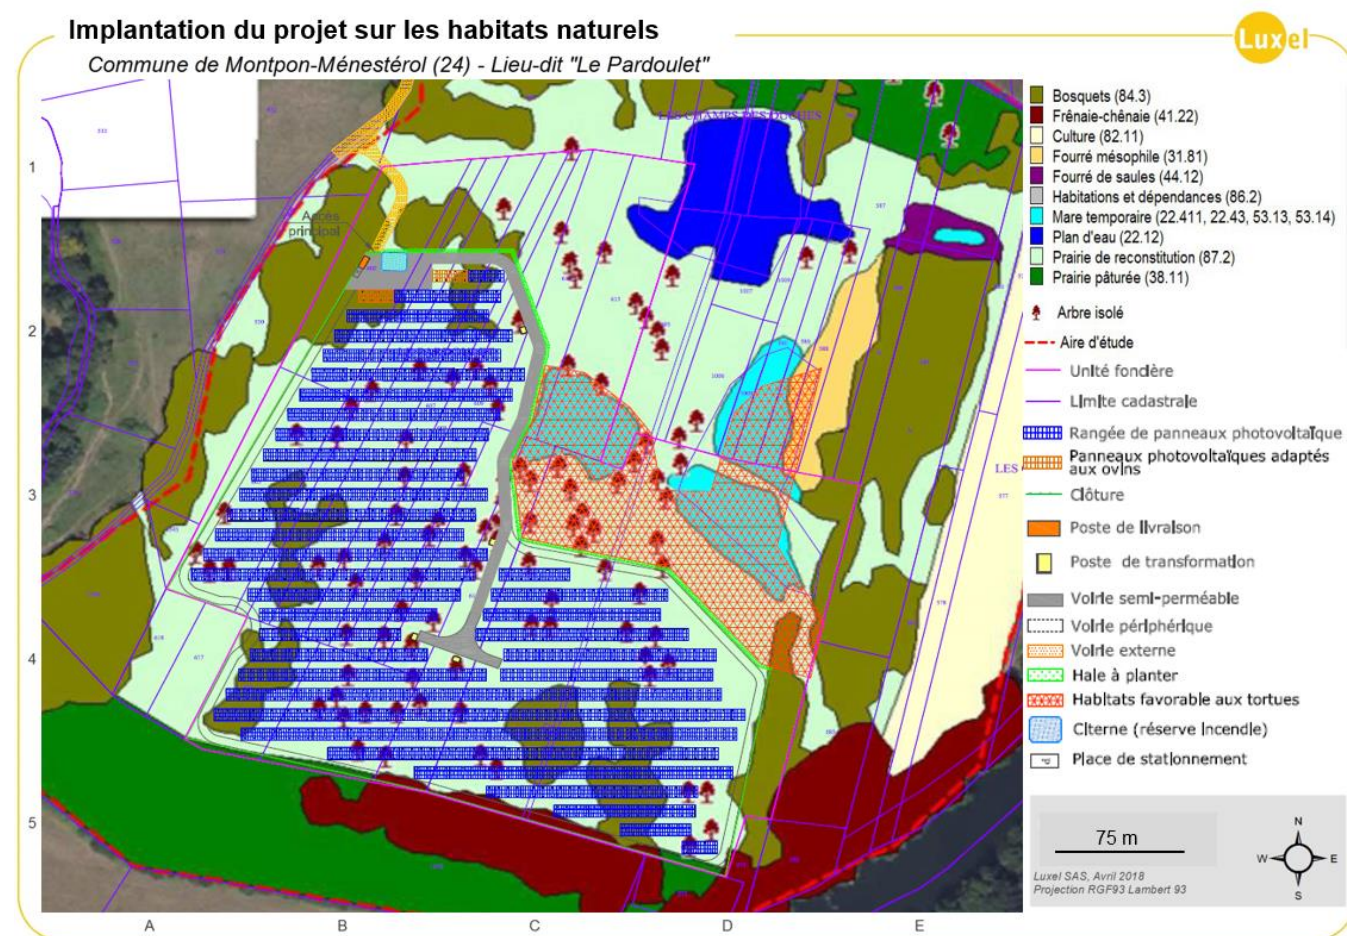 Implantation du projet sur les habitats naturels
Luxel
Commune de Montpon-Ménestérol (24) - Lieu-dit "Le Pardoulet"
LES CHAMPS DES DOUCHES
Accès
principal
LES
1
2
3
4
5
A
B
C
D
E
Bosquets (84.3)
Frênaie-chênaie (41.22)
Culture (82.11)
Fourré mésophile (31.81)
Fourré de saules (44.12)
Habitations et dépendances (86.2)
Mare temporaire (22.411, 22.43, 53.13, 53.14)
Plan d'eau (22.12)
Prairie de reconstitution (87.2)
Prairie pâturée (38.11)
Arbre isolé
Aire d'étude
Unité foncière
Limite cadastrale
Rangée de panneaux photovoltaïque
Panneaux photovoltaïques adaptés
aux ovins
Clôture
Poste de livraison
Poste de transformation
Voirie semi-perméable
Voirie périphérique
Voirie externe
Haie à planter
Habitats favorable aux tortues
Citerne (réserve incendie)
Place de stationnement
75 m
N
W
E
S
Luxel SAS, Avril 2018
Projection RGF93 Lambert 93